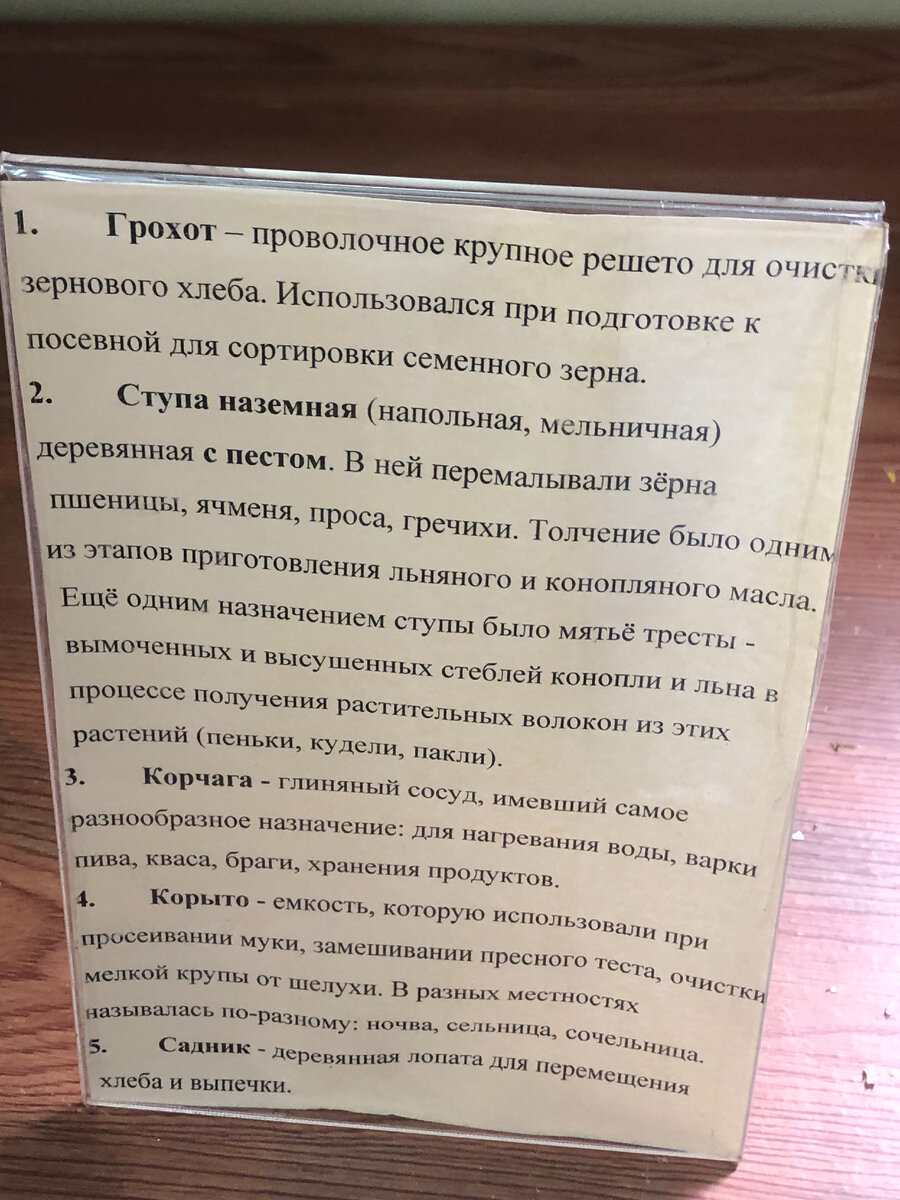 1. Грохот – проволочное крупное решето для очистки
зернового хлеба. Использовался при подготовке к
посевной для сортировки семенного зерна.
2. Ступа наземная (напольная, мельничная)
деревянная с пестом. В ней перемалывали зёрна
пшеницы, ячменя, проса, гречихи. Толчение было одним
из этапов приготовления льняного и конопляного масла.
Ещё одним назначением ступы было мятьё тресты -
вымоченных и высушенных стеблей конопли и льна в
процессе получения растительных волокон из этих
растений (пеньки, кудели, пакли).
3. Корчага - глиняный сосуд, имевший самое
разнообразное назначение: для нагревания воды, варки
пива, кваса, браги, хранения продуктов.
4. Корыто - емкость, которую использовали при
просеивании муки, замешивании пресного теста, очистки
мелкой крупы от шелухи. В разных местностях
называлась по-разному: ночва, сельница, сочельница.
5. Садник - деревянная лопата для перемещения
хлеба и выпечки.